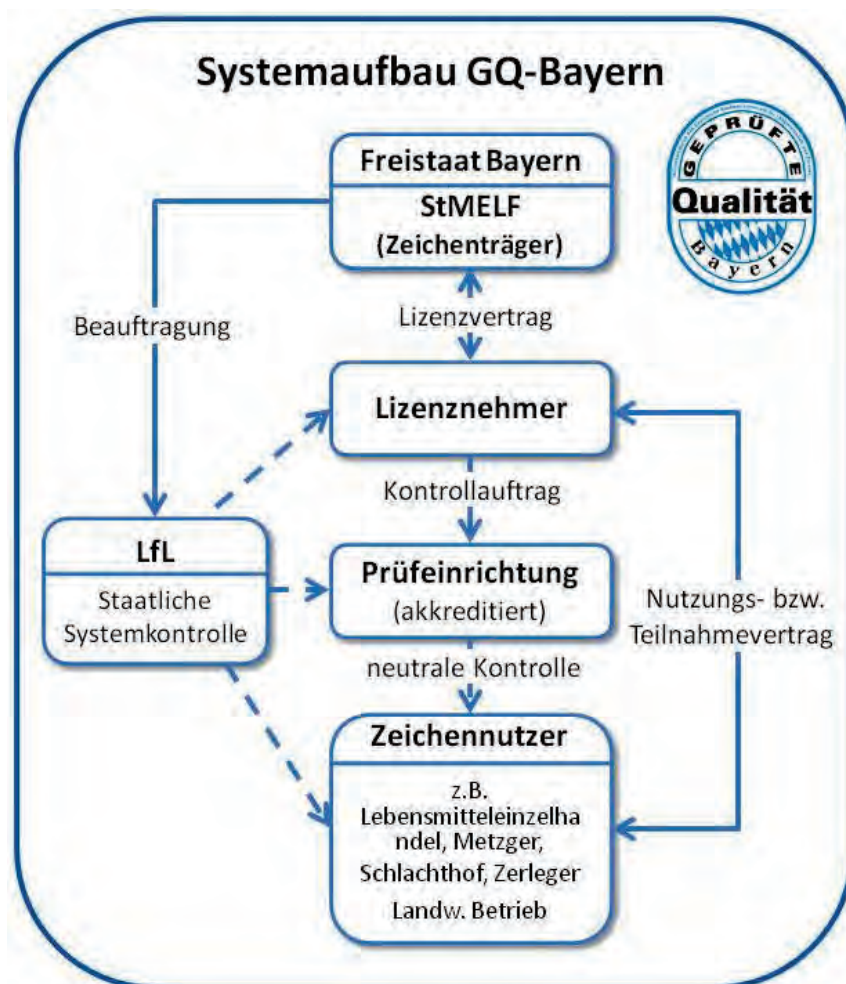 Systemaufbau GQ-Bayern
GEPRÜFTE
Qualität
Bayern
Freistaat Bayern
StMELF
(Zeichenträger)
Beauftragung
Lizenzvertrag
Lizenznehmer
Kontrollauftrag
LfL
Staatliche
Systemkontrolle
Prüfeinrichtung
(akkreditiert)
Nutzungs- bzw.
Teilnahmevertrag
neutrale Kontrolle
Zeichennutzer
z.B.
Lebensmitteleinzelha
ndel, Metzger,
Schlachthof, Zerleger
Landw. Betrieb